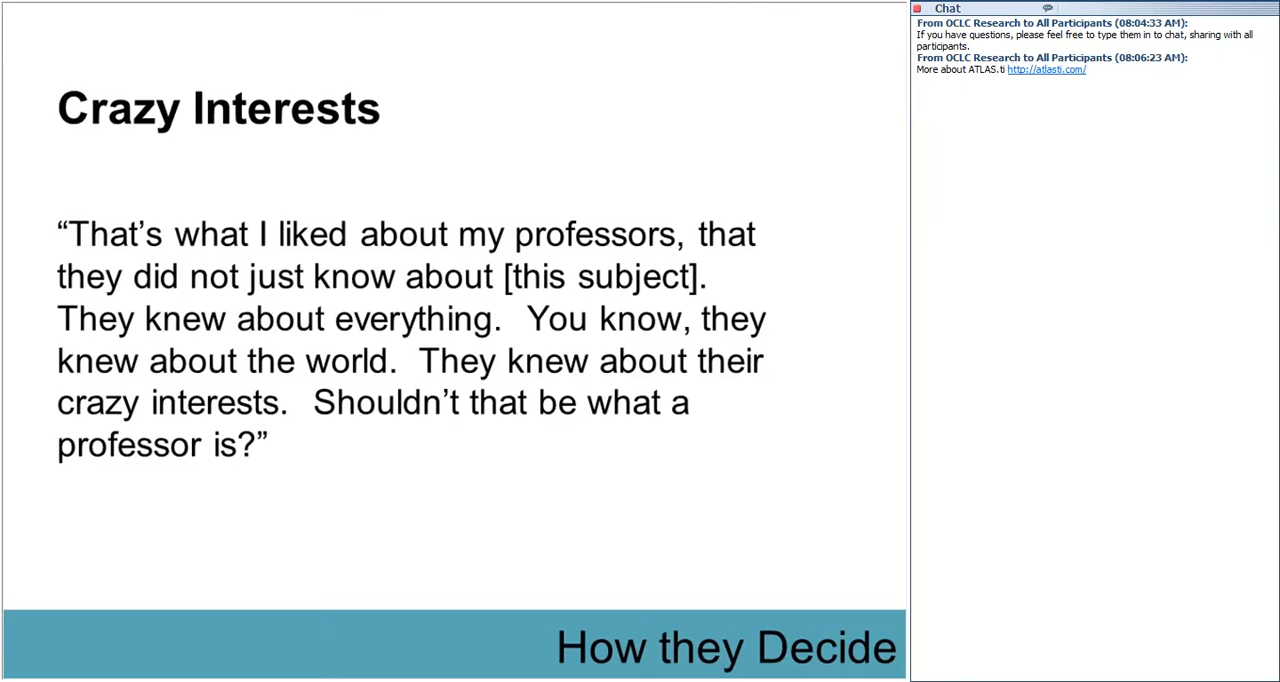 Crazy Interests
“That’s what I liked about my professors, that
they did not just know about [this subject].
They knew about everything.  You know, they
knew about the world.  They knew about their
crazy interests.  Shouldn’t that be what a
professor is?”
How they Decide
Chat
From OCLC Research to All Participants (08:04:33 AM):
If you have questions, please feel free to type them in to chat, sharing with all
participants.
From OCLC Research to All Participants (08:06:23 AM):
More about ATLAS.ti http://atlasti.com/